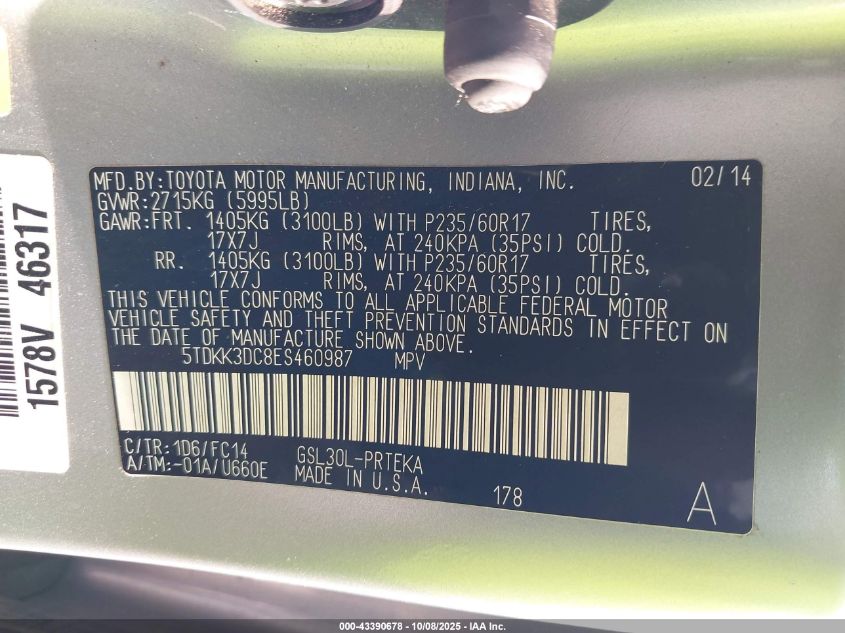 MFD.BY:TOYOTA MOTOR MANUFACTURING, INDIANA, INC. 02/14
GVWR:2715KG (5995LB)
GAWR:FRT. 1405KG (3100LB) WITH P235/60R17 TIRES,
17X7J RIMS, AT 240KPA (35PSI) COLD.
RR. 1405KG (3100LB) WITH P235/60R17 TIRES,
17X7J RIMS, AT 240KPA (35PSI) COLD.
THIS VEHICLE CONFORMS TO ALL APPLICABLE FEDERAL MOTOR
VEHICLE SAFETY AND THEFT PREVENTION STANDARDS IN EFFECT ON
THE DATE OF MANUFACTURE SHOWN ABOVE.
5TDKK3DC8ES460987 MPV
C/TR:1D6/FC14 GSL30L-PRTEKA
A/TM:-01A/U660E MADE IN U.S.A. 178 A
1578V 46317
000-43390678 - 10/08/2025 - IAA Inc.